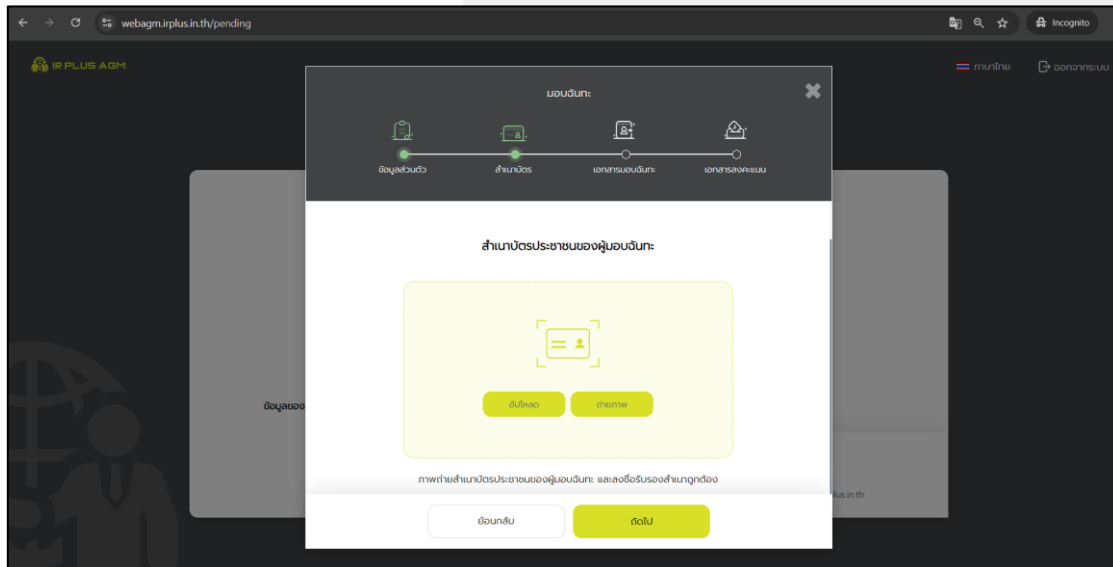 webagm.irplus.in.th/pending
Incognito
IR PLUS AGM
ภาษาไทย
ออกจากระบบ
มอบฉันทะ
ข้อมูลส่วนตัว
สำเนาบัตร
เอกสารมอบฉันทะ
เอกสารลงคะแนน
สำเนาบัตรประชาชนของผู้มอบฉันทะ
อัปโหลด
ถ่ายภาพ
ข้อมูลของ
ภาพถ่ายสำเนาบัตรประชาชนของผู้มอบฉันทะ และลงชื่อรับรองสำเนาถูกต้อง
lus.in.th
ย้อนกลับ
ถัดไป